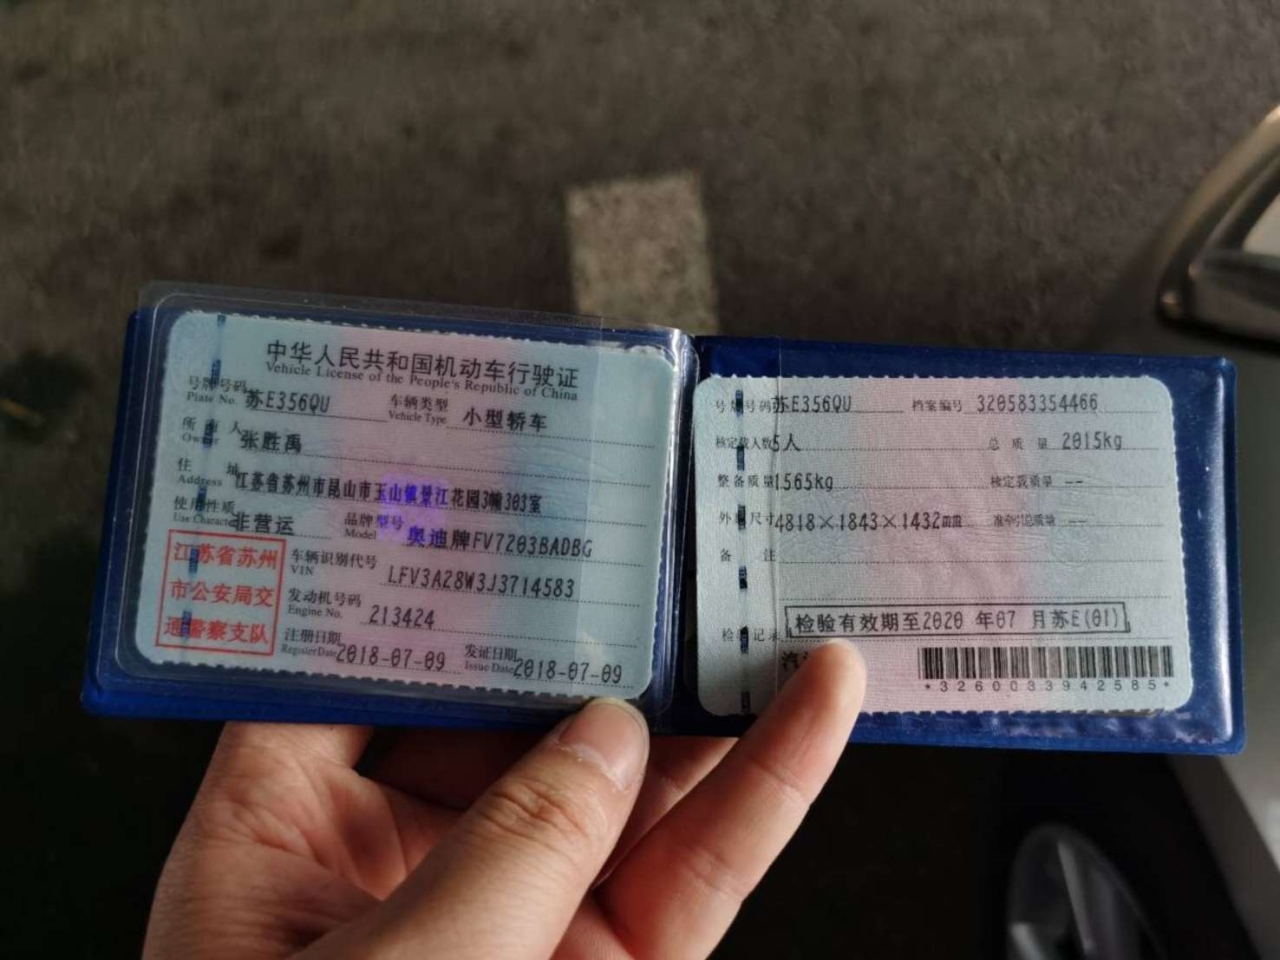 中华人民共和国机动车行驶证
Vehicle License of the People's Republic of China
号牌号码 苏E356QU 车辆类型 小型轿车
Plate No. Vehicle Type
所有人 张胜禹
Owner
住址 江苏省苏州市昆山市玉山镇景江花园3幢303室
Address
使用性质 非营运 品牌型号 奥迪牌FV7203BADBG
Use Character Model
江苏省苏州
市公安局交
通警察支队
车辆识别代号 LFV3A28W3J3714583
VIN
发动机号码 213424
Engine No.
注册日期 2018-07-09 发证日期 2018-07-09
Register Date Issue Date
号牌号码 苏E356QU 档案编号 320583354466
核定载人数 5人 总质量 2015kg
整备质量 1565kg 核定载质量 --
外廓尺寸 4818×1843×1432mm 准牵引总质量 --
备注
检验记录 检验有效期至2020 年07 月苏E(01)
*3260033942585*